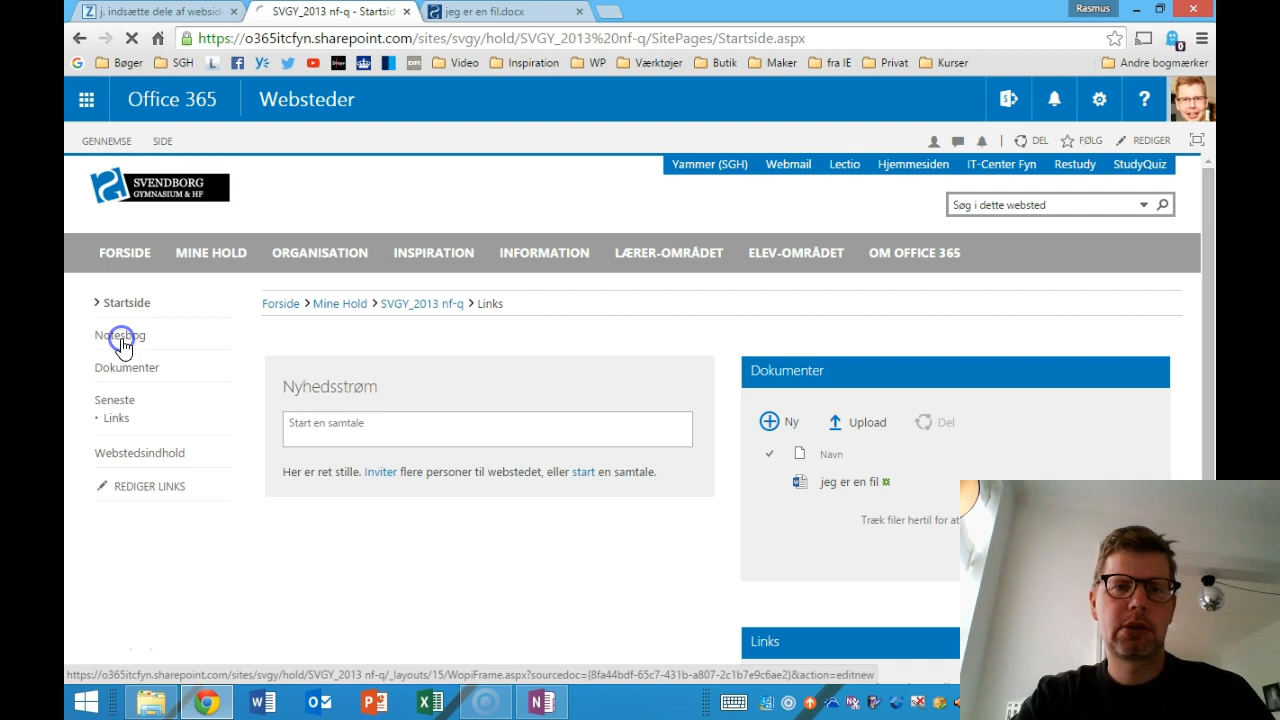 j. indsætte dele af webside
SVGY_2013 nf-q - Startsid
jeg er en fil.docx
Rasmus
https://o365itcfyn.sharepoint.com/sites/svgy/hold/SVGY_2013%20nf-q/SitePages/Startside.aspx
Bøger SGH Video Inspiration WP Værktøjer Butik Maker fra IE Privat Kurser Andre bogmærker
Office 365 Websteder
GENNEMSE SIDE DEL FØLG REDIGER
Yammer (SGH) Webmail Lectio Hjemmesiden IT-Center Fyn Restudy StudyQuiz
SVENDBORG
GYMNASIUM & HF
Søg i dette websted
FORSIDE MINE HOLD ORGANISATION INSPIRATION INFORMATION LÆRER-OMRÅDET ELEV-OMRÅDET OM OFFICE 365
Startside
Notesbog
Dokumenter
Seneste
Links
Webstedsindhold
REDIGER LINKS
Forside > Mine Hold > SVGY_2013 nf-q > Links
Nyhedsstrøm
Start en samtale
Her er ret stille. Inviter flere personer til webstedet, eller start en samtale.
Dokumenter
Ny Upload Del
Navn
jeg er en fil
Træk filer hertil for at
Links
https://o365itcfyn.sharepoint.com/sites/svgy/hold/SVGY_2013 nf-q/_layouts/15/WopiFrame.aspx?sourcedoc={8fa44bdf-65c7-431b-a807-2c1b7e9c6ae2}&action=editnew